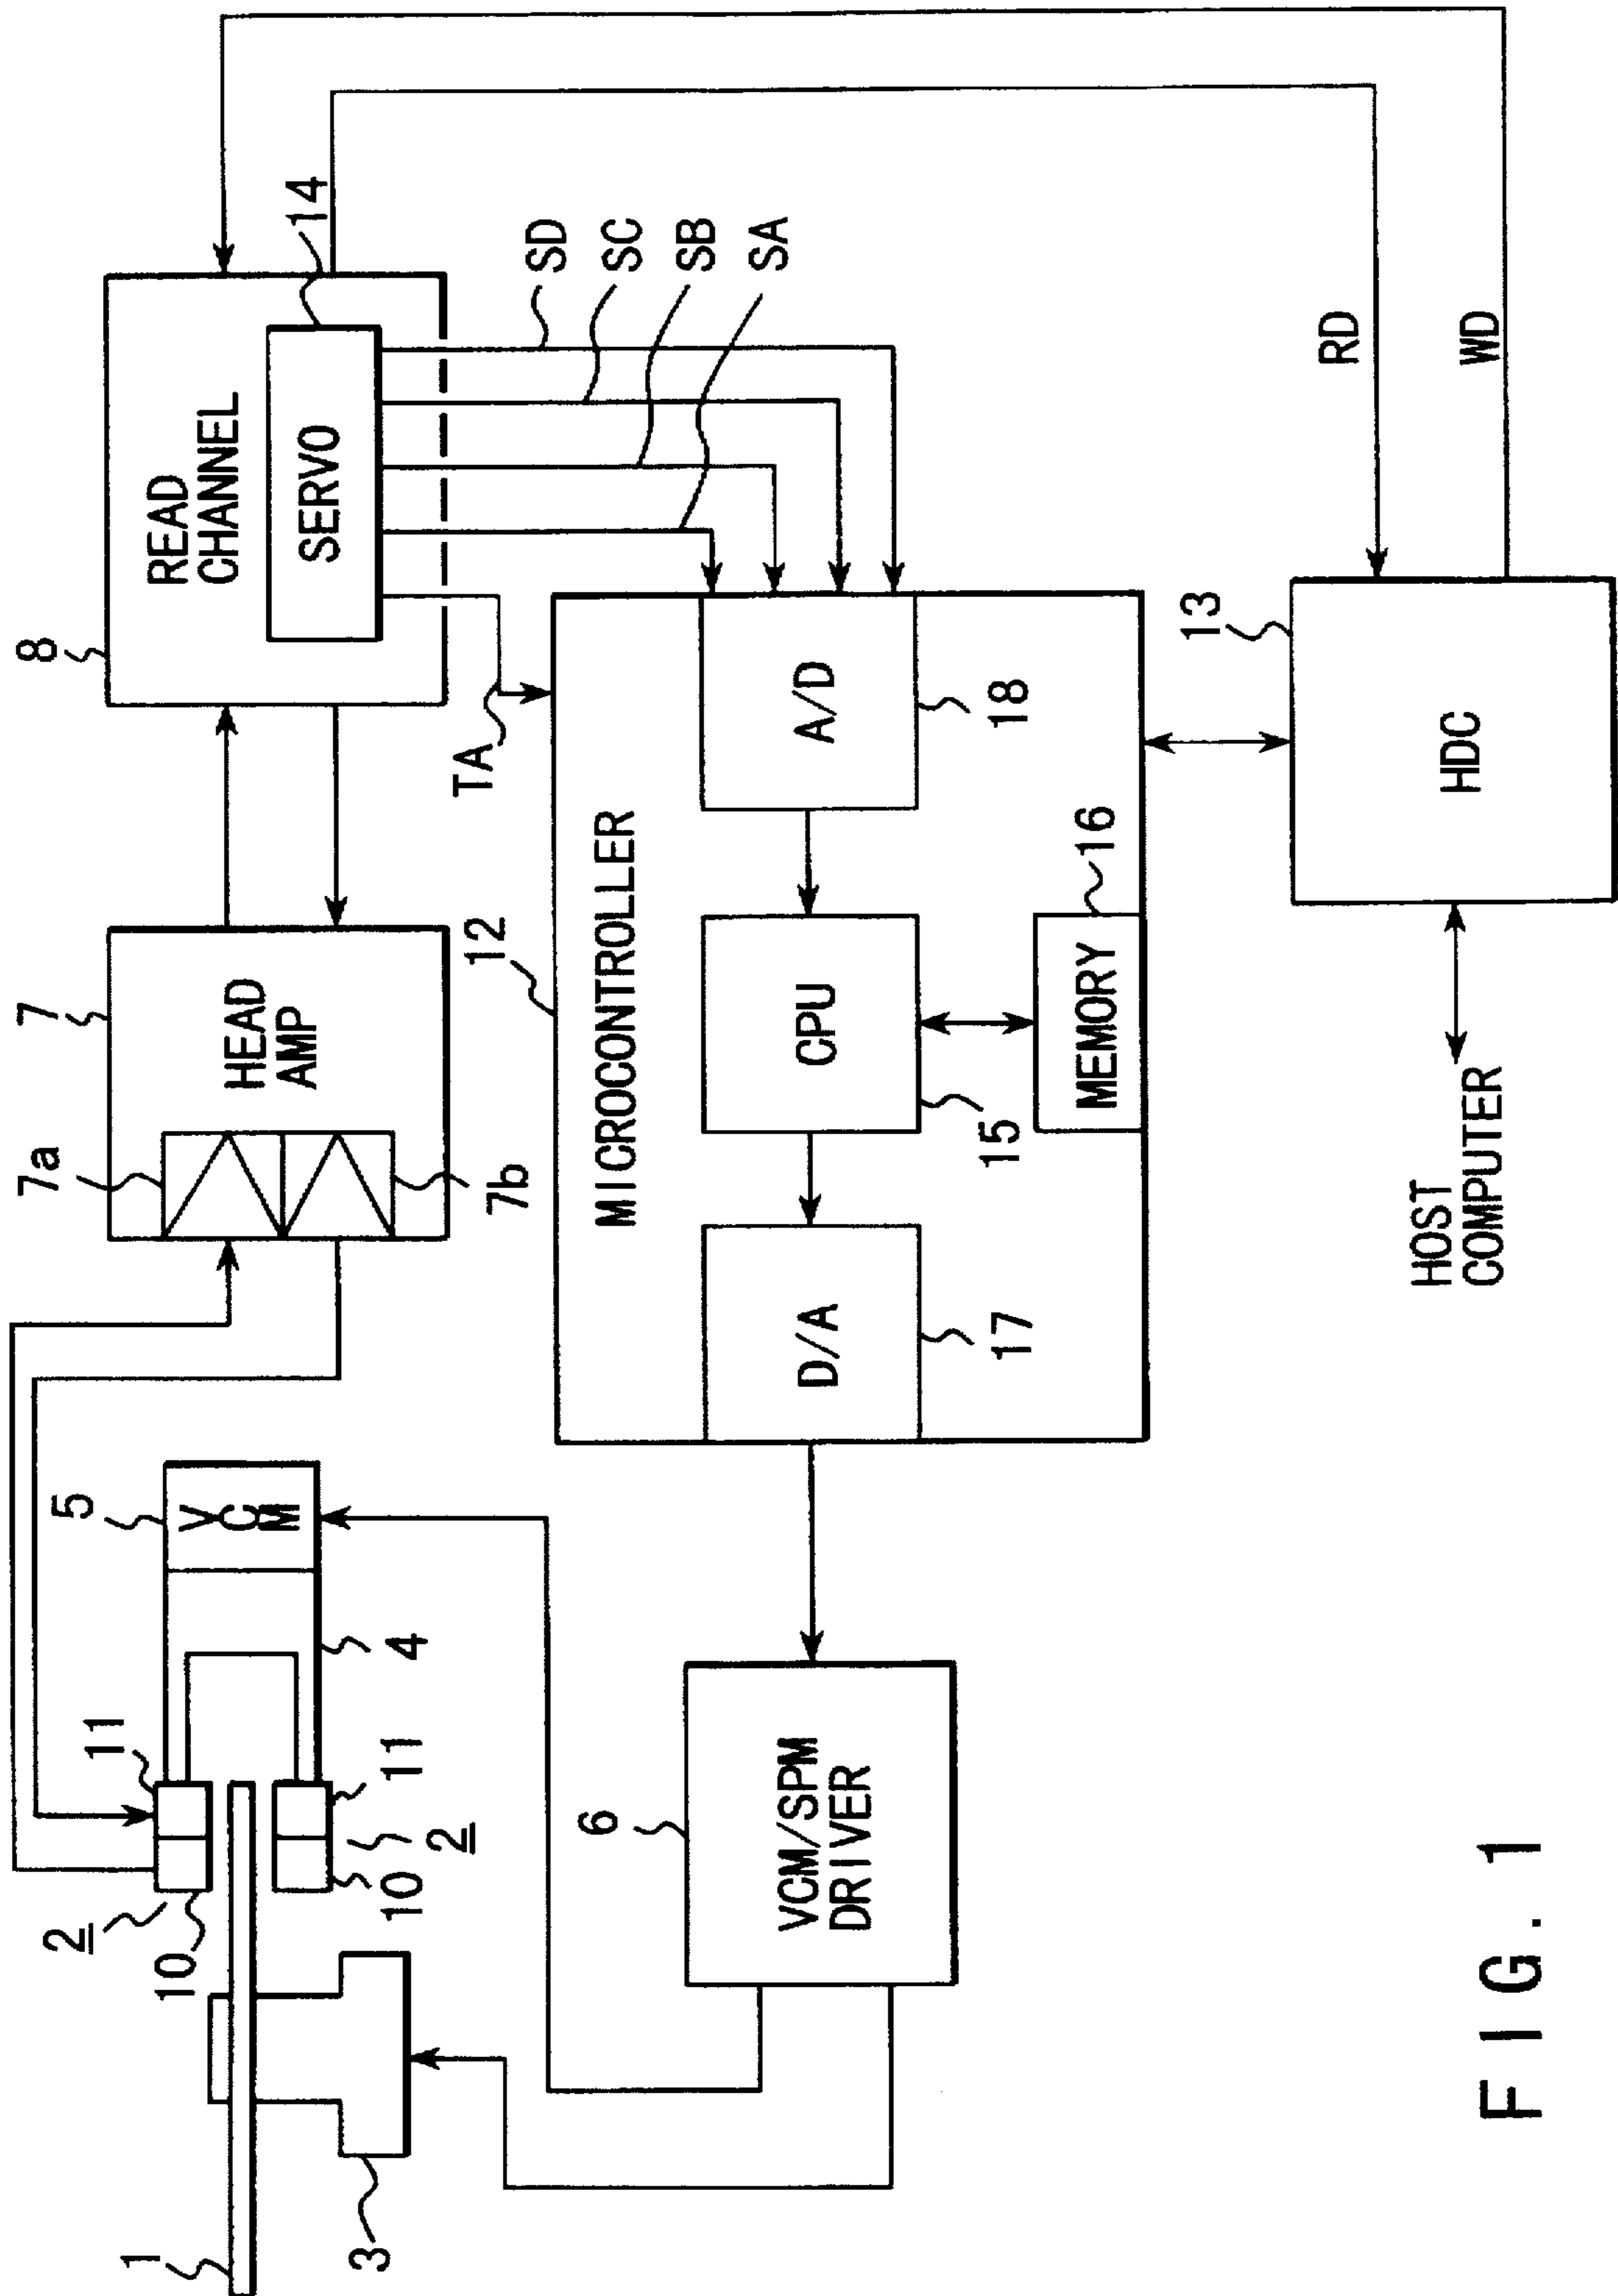 1
2
10
3
11
10
2
11
4
5
VCM
7a
7
HEAD
AMP
7b
8
READ
CHANNEL
14
SERVO
TA
SD
SC
SB
SA
6
VCM/SPM
DRIVER
12
MICROCONTROLLER
D/A
17
CPU
15
A/D
18
MEMORY
16
13
HDC
RD
WD
HOST
COMPUTER
FIG. 1